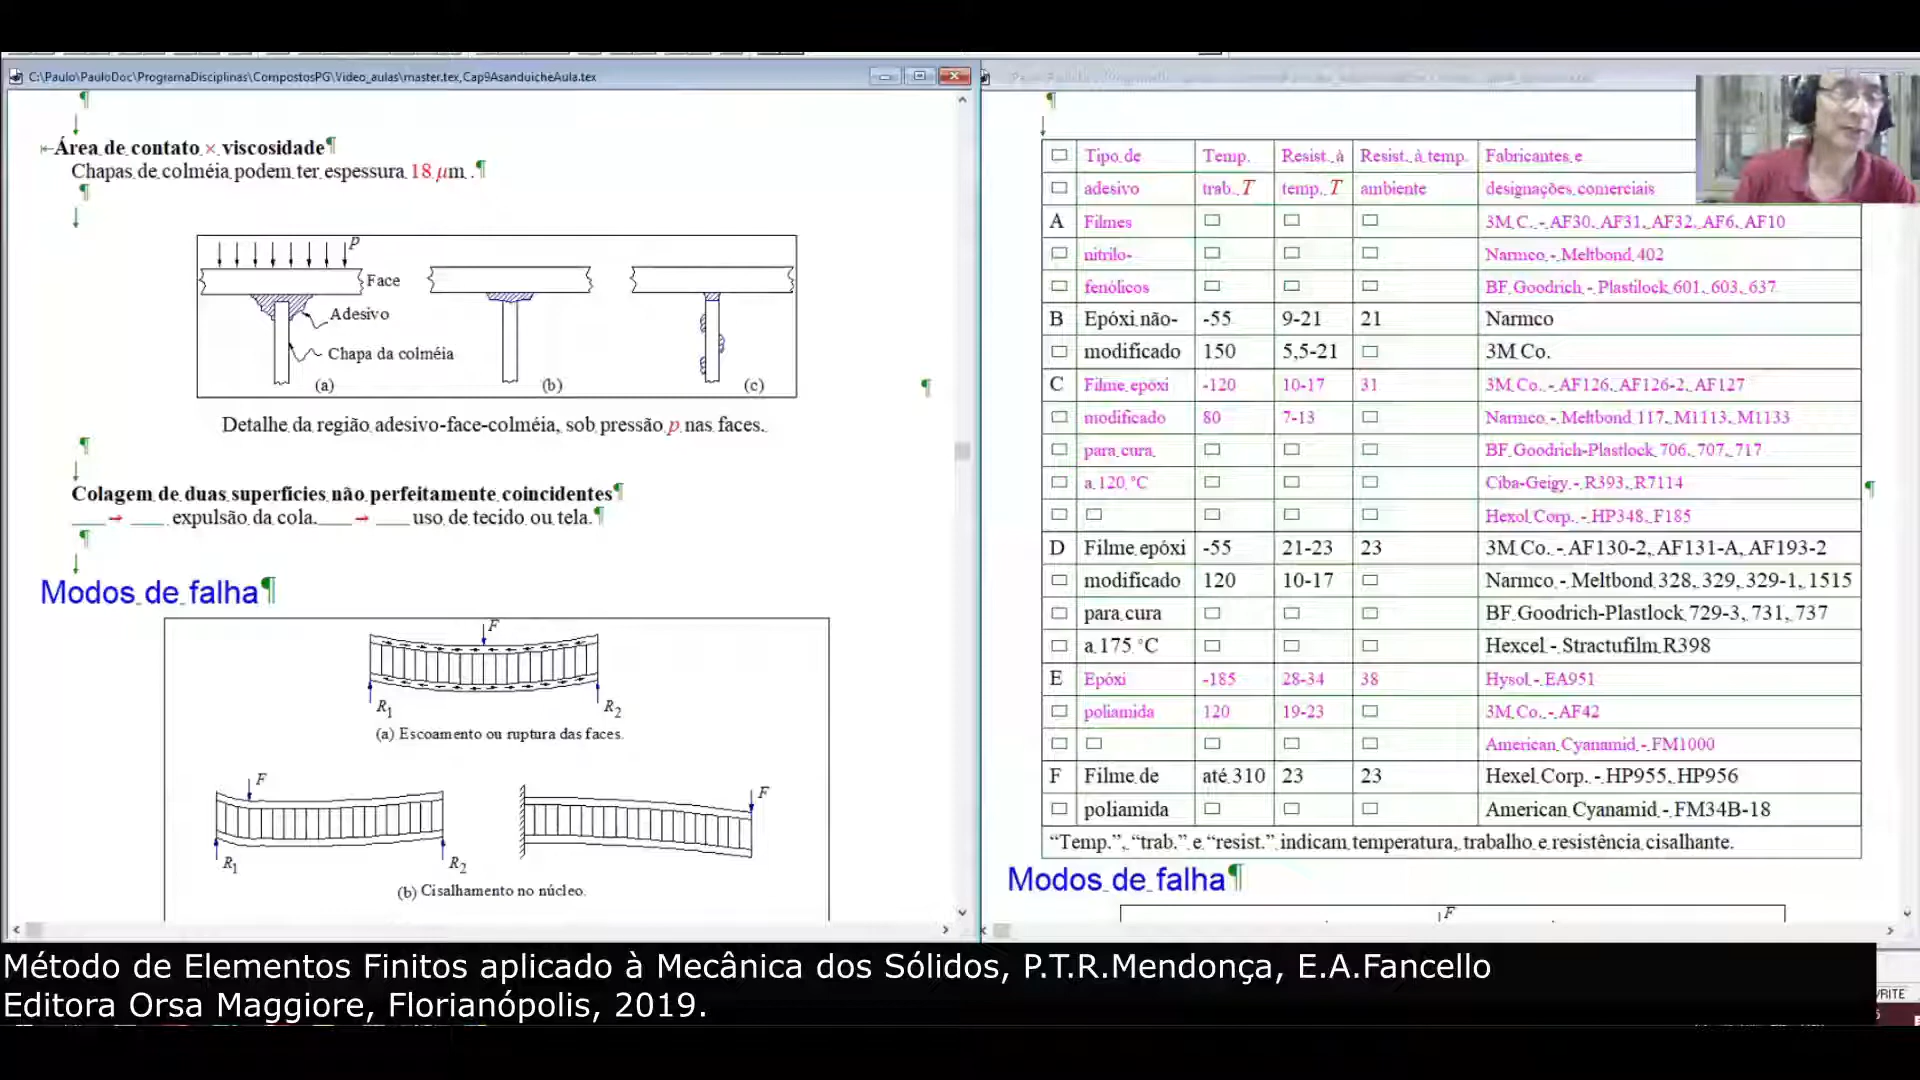 C:\Paulo\PauloDoc\ProgramaDisciplinas\CompostosPG\Video_aulas\master.tex,Cap9AsanduicheAula.tex
Área de contato × viscosidade¶
Chapas de colméia podem ter espessura 18 μm .¶
p
Face
Adesivo
Chapa da colméia
(a)
(b)
(c)
Detalhe da região adesivo-face-colméia, sob pressão p nas faces.
Colagem de duas superfícies não perfeitamente coincidentes¶
→ expulsão da cola. → uso de tecido ou tela.¶
Modos de falha¶
F
R1 R2
(a) Escoamento ou ruptura das faces.
F F
R1 R2
(b) Cisalhamento no núcleo.
Tipo de Temp. Resist. à Resist. à temp. Fabricantes e
adesivo trab. T temp. T ambiente designações comerciais
A Filmes 3M C. - AF30, AF31, AF32, AF6, AF10
nitrilo- Narmco - Meltbond 402
fenólicos BF Goodrich - Plastilock 601, 603, 637
B Epóxi não- -55 9-21 21 Narmco
modificado 150 5,5-21 3M Co.
C Filme epóxi -120 10-17 31 3M Co. - AF126, AF126-2, AF127
modificado 80 7-13 Narmco - Meltbond 117, M1113, M1133
para cura BF Goodrich-Plastlock 706, 707, 717
a 120 °C Ciba-Geigy - R393, R7114
Hexol Corp. - HP348, F185
D Filme epóxi -55 21-23 23 3M Co. - AF130-2, AF131-A, AF193-2
modificado 120 10-17 Narmco - Meltbond 328, 329, 329-1, 1515
para cura BF Goodrich-Plastlock 729-3, 731, 737
a 175 °C Hexcel - Stractufilm R398
E Epóxi -185 28-34 38 Hysol - EA951
poliamida 120 19-23 3M Co. - AF42
American Cyanamid - FM1000
F Filme de até 310 23 23 Hexel Corp. - HP955, HP956
poliamida American Cyanamid - FM34B-18
“Temp.”, “trab.” e “resist.” indicam temperatura, trabalho e resistência cisalhante.
Modos de falha¶
F
Método de Elementos Finitos aplicado à Mecânica dos Sólidos, P.T.R.Mendonça, E.A.Fancello
Editora Orsa Maggiore, Florianópolis, 2019.